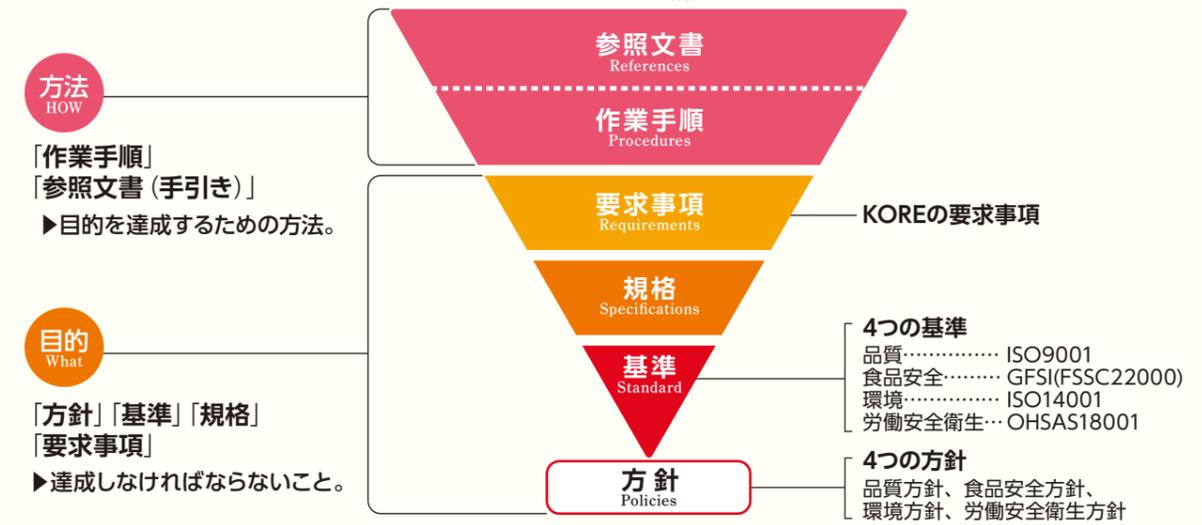 方法
HOW
「作業手順」
「参照文書（手引き）」
▶目的を達成するための方法。
目的
What
「方針」「基準」「規格」
「要求事項」
▶達成しなければならないこと。
参照文書
References
作業手順
Procedures
要求事項
Requirements
規格
Specifications
基準
Standard
方針
Policies
KOREの要求事項
4つの基準
品質……………… ISO9001
食品安全……… GFSI(FSSC22000)
環境……………… ISO14001
労働安全衛生… OHSAS18001
4つの方針
品質方針、食品安全方針、
環境方針、労働安全衛生方針